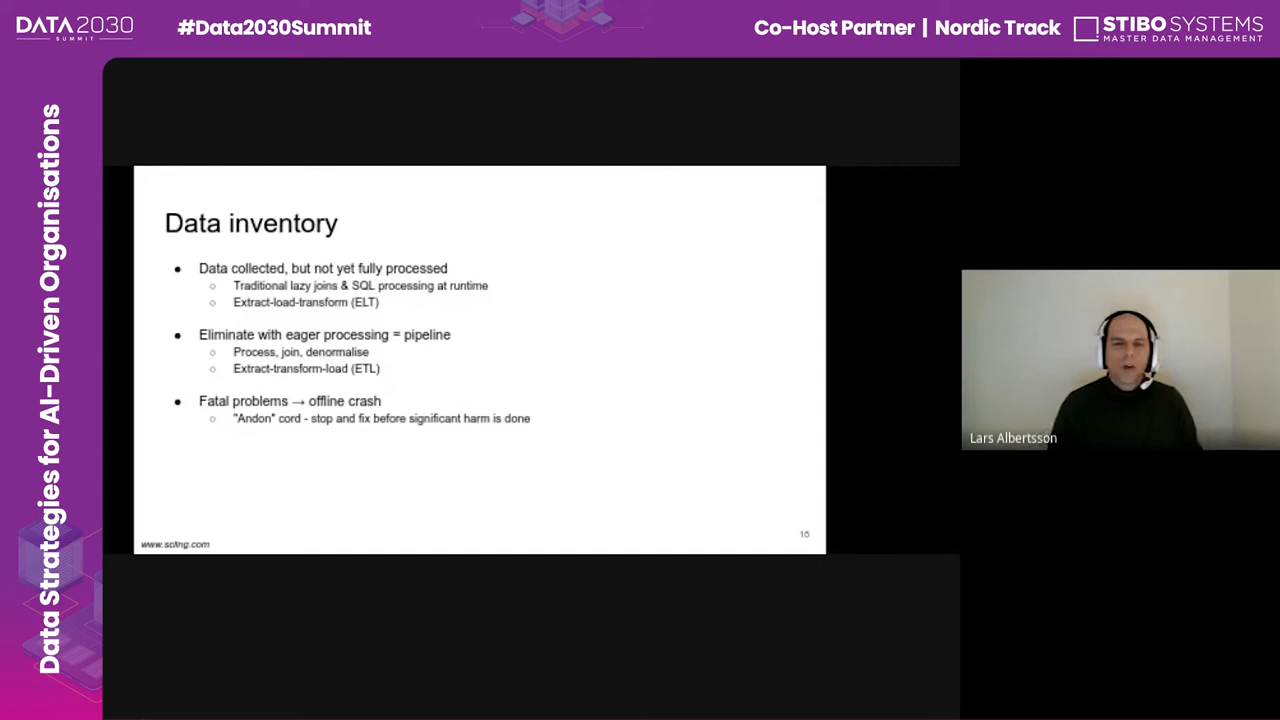 DATA2030
SUMMIT
#Data2030Summit
Co-Host Partner | Nordic Track
STIBO SYSTEMS
MASTER DATA MANAGEMENT
Data Strategies for AI-Driven Organisations
Data inventory
● Data collected, but not yet fully processed
○ Traditional lazy joins & SQL processing at runtime
○ Extract-load-transform (ELT)
● Eliminate with eager processing = pipeline
○ Process, join, denormalise
○ Extract-transform-load (ETL)
● Fatal problems → offline crash
○ "Andon" cord - stop and fix before significant harm is done
www.scling.com
Lars Albertsson